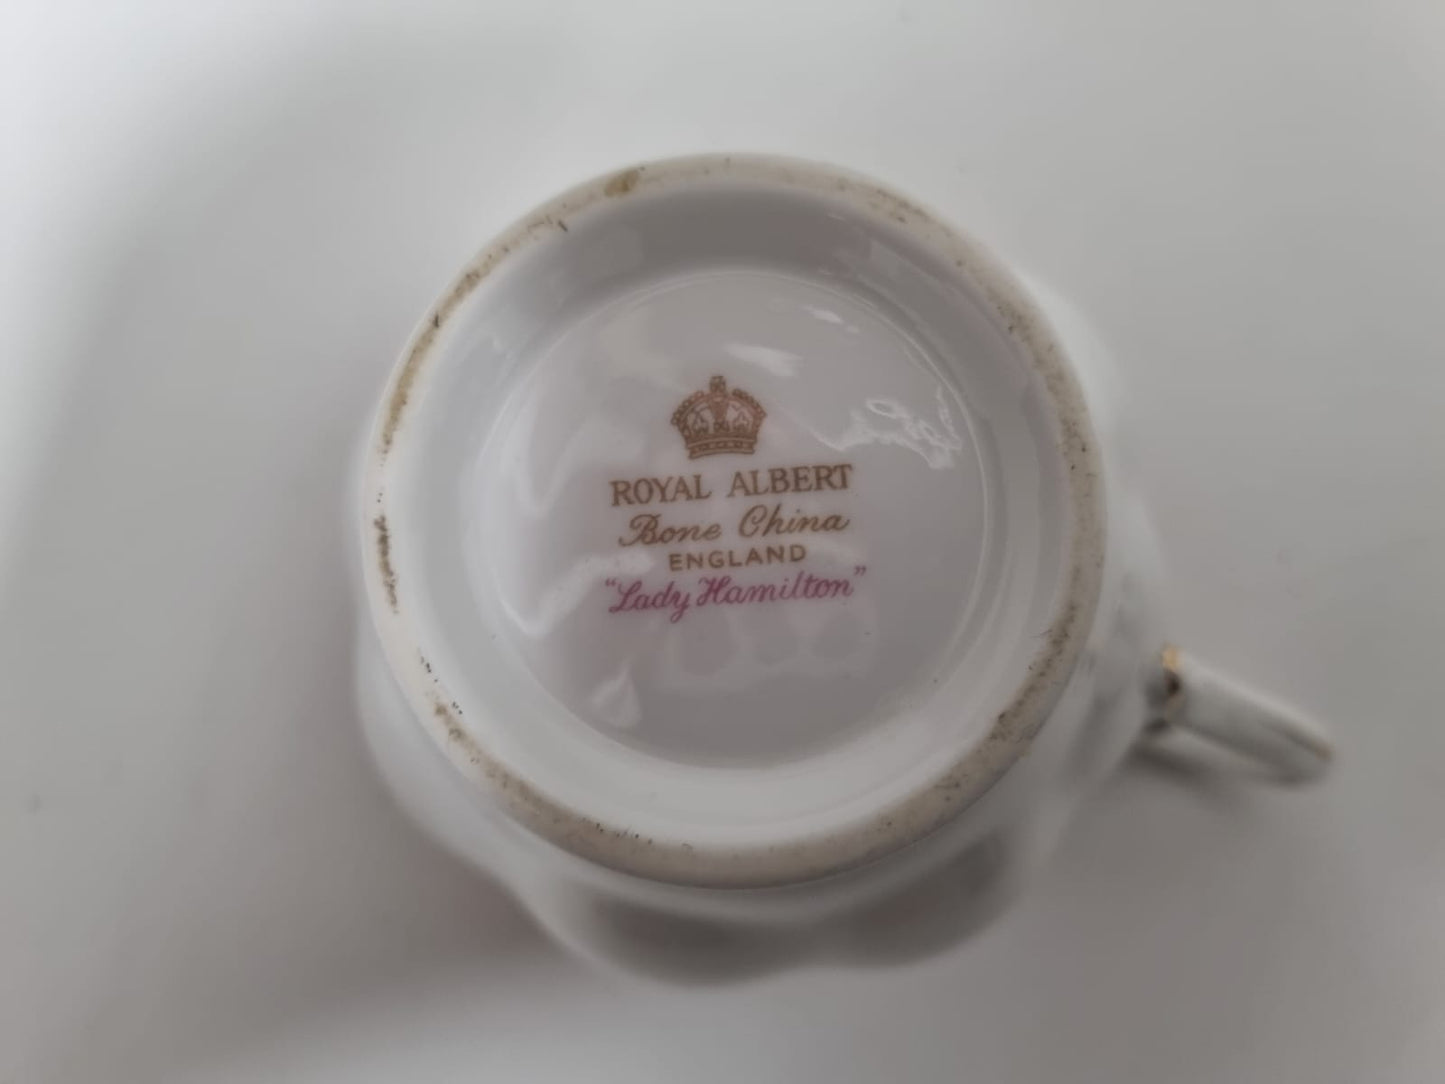 ROYAL ALBERT
Bone China
ENGLAND
“Lady Hamilton”